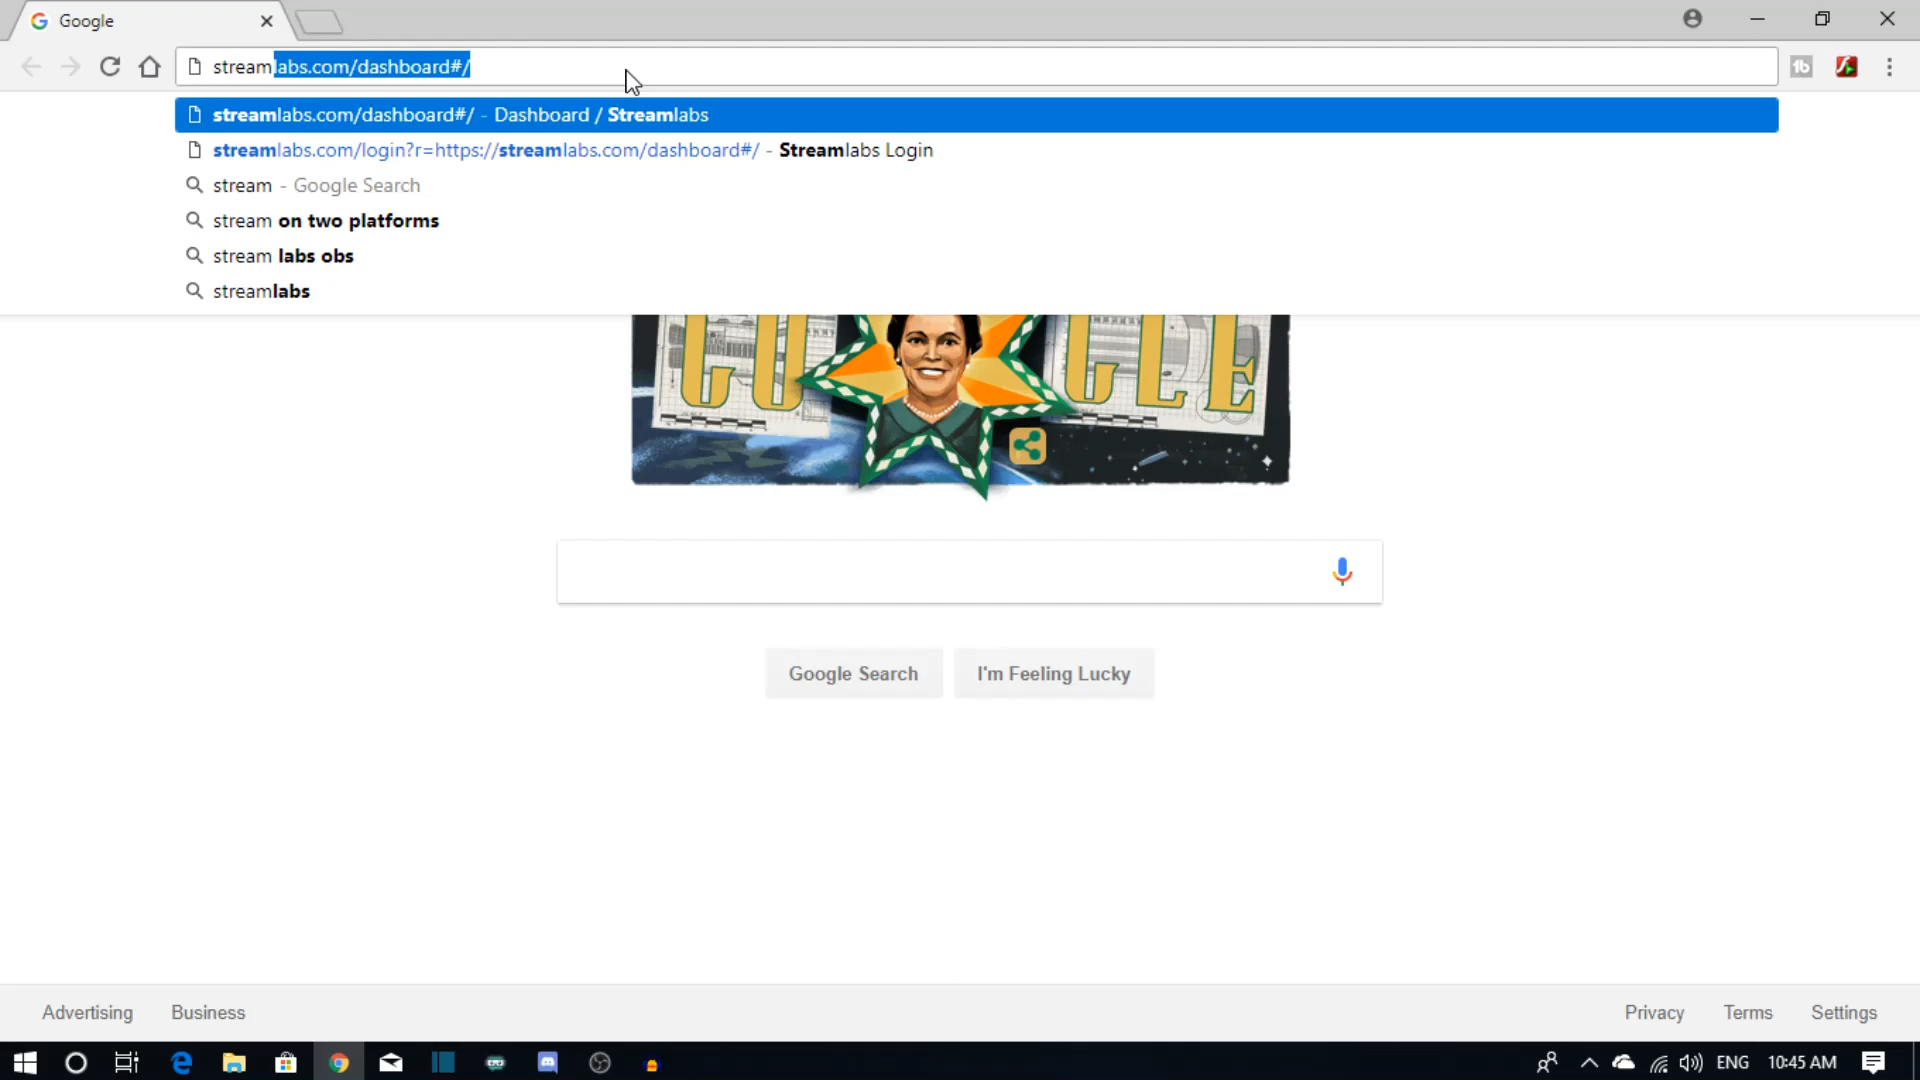 Google
streamlabs.com/dashboard#/
streamlabs.com/dashboard#/ - Dashboard / Streamlabs
streamlabs.com/login?r=https://streamlabs.com/dashboard#/ - Streamlabs Login
stream - Google Search
stream on two platforms
stream labs obs
streamlabs
Google Search
I'm Feeling Lucky
Advertising
Business
Privacy
Terms
Settings
ENG
10:45 AM